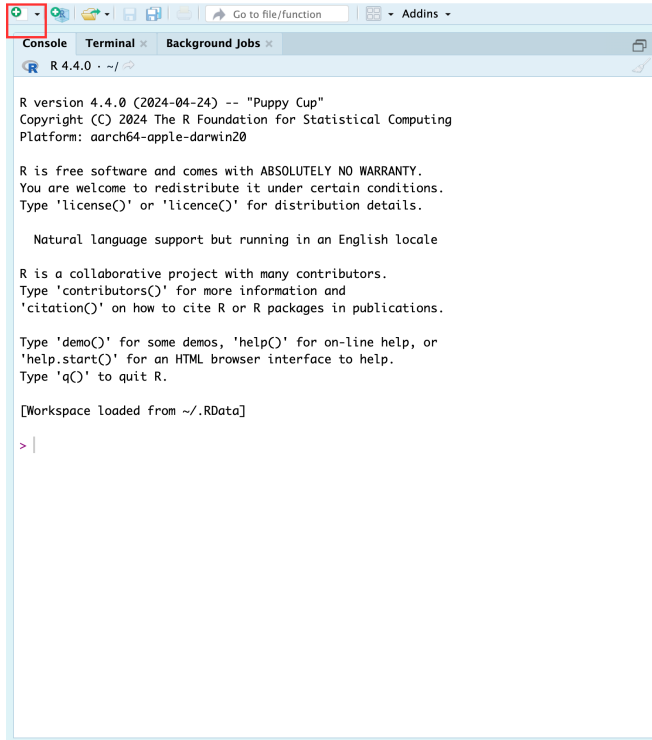 Go to file/function
Addins
Console Terminal Background Jobs
R R 4.4.0 · ~/
R version 4.4.0 (2024-04-24) -- "Puppy Cup"
Copyright (C) 2024 The R Foundation for Statistical Computing
Platform: aarch64-apple-darwin20
R is free software and comes with ABSOLUTELY NO WARRANTY.
You are welcome to redistribute it under certain conditions.
Type 'license()' or 'licence()' for distribution details.
Natural language support but running in an English locale
R is a collaborative project with many contributors.
Type 'contributors()' for more information and
'citation()' on how to cite R or R packages in publications.
Type 'demo()' for some demos, 'help()' for on-line help, or
'help.start()' for an HTML browser interface to help.
Type 'q()' to quit R.
[Workspace loaded from ~/.RData]
>